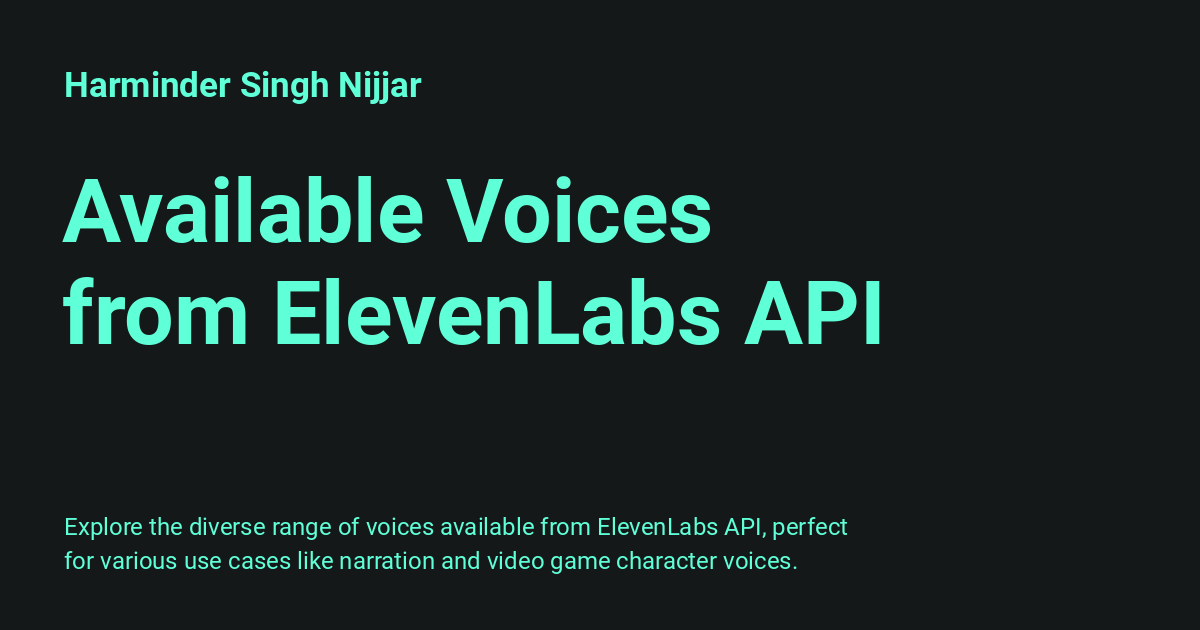 Harminder Singh Nijjar
Available Voices
from ElevenLabs API
Explore the diverse range of voices available from ElevenLabs API, perfect
for various use cases like narration and video game character voices.